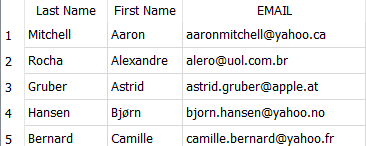 Last Name First Name EMAIL
1 Mitchell Aaron aaronmitchell@yahoo.ca
2 Rocha Alexandre alero@uol.com.br
3 Gruber Astrid astrid.gruber@apple.at
4 Hansen Bjørn bjorn.hansen@yahoo.no
5 Bernard Camille camille.bernard@yahoo.fr